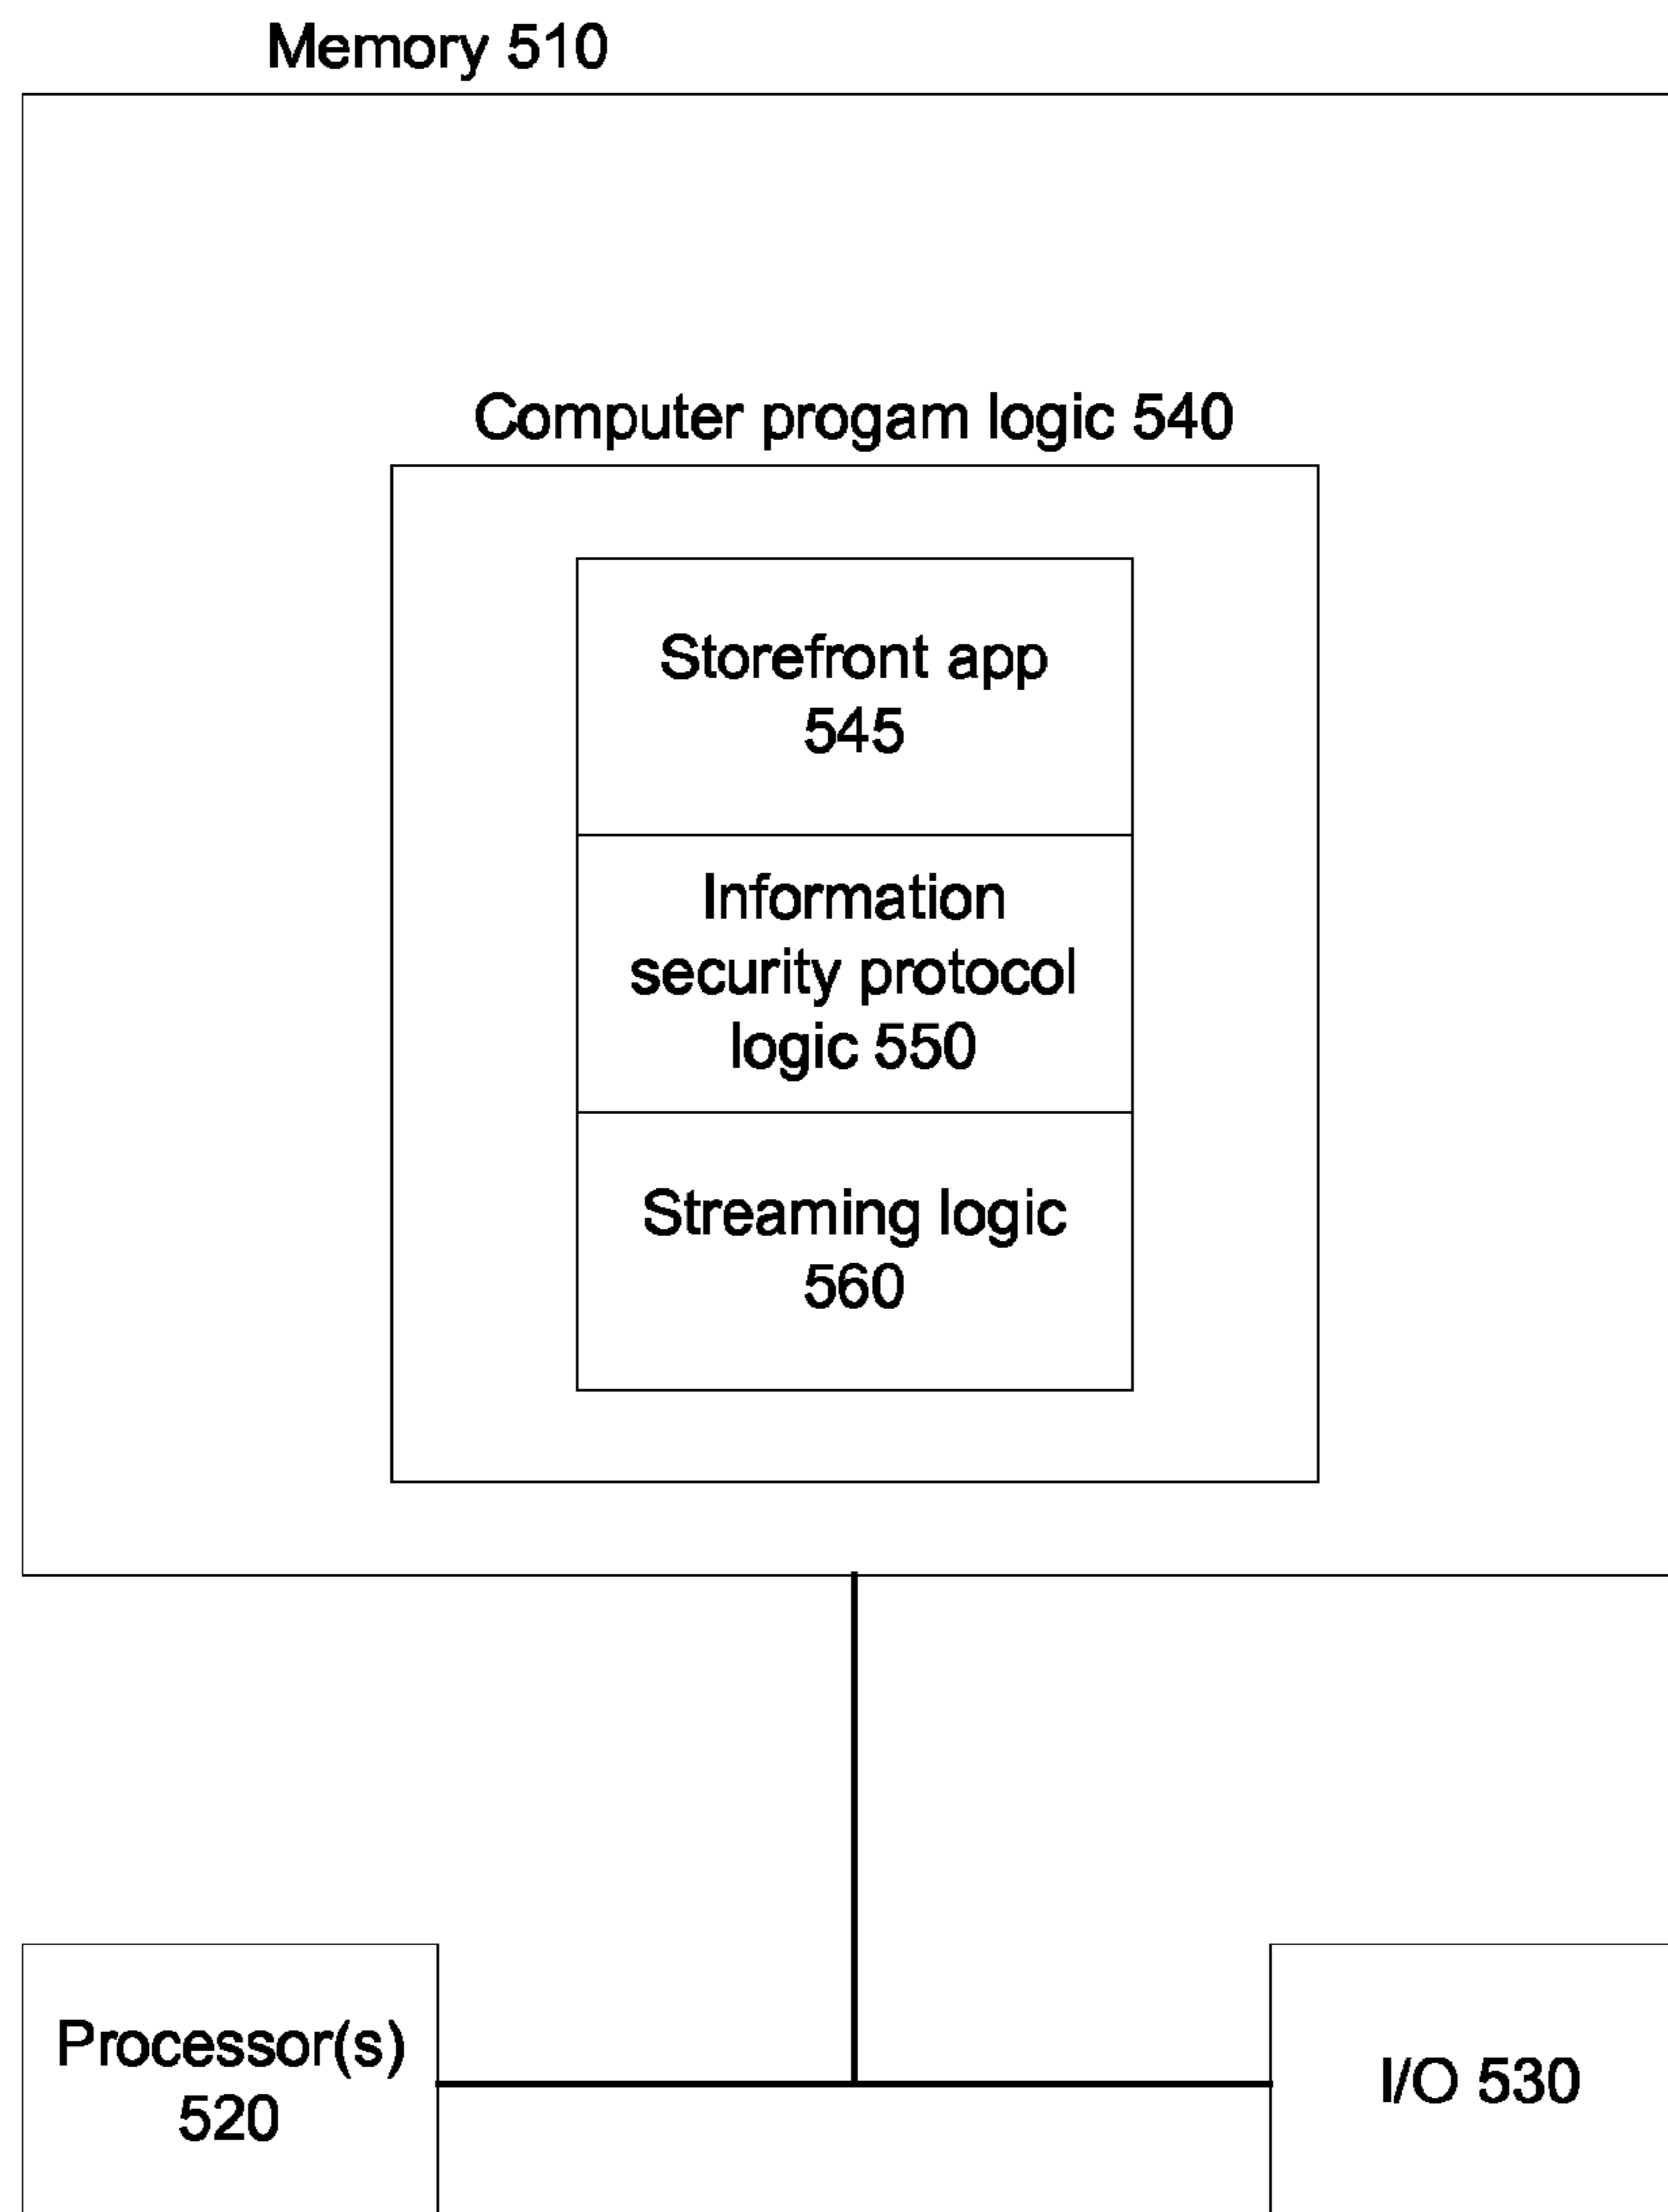 Memory 510
Computer progam logic 540
Storefront app
545
Information
security protocol
logic 550
Streaming logic
560
Processor(s)
520
I/O 530